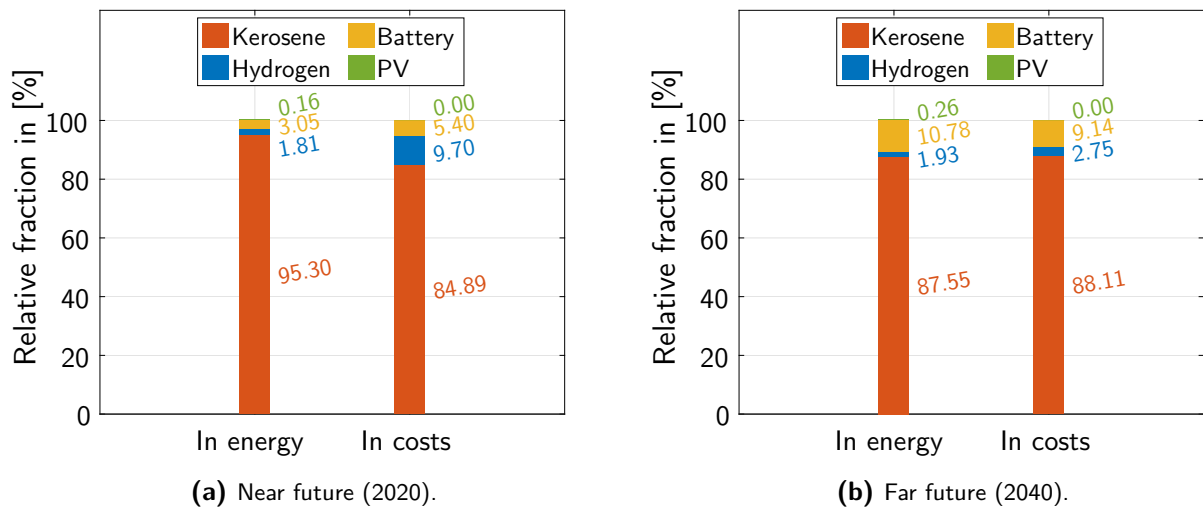 Relative fraction in [%]
Kerosene Battery
Hydrogen PV
100
80
60
40
20
0
0.16
3.05
1.81
95.30
0.00
5.40
9.70
84.89
In energy In costs
(a) Near future (2020).
Relative fraction in [%]
Kerosene Battery
Hydrogen PV
100
80
60
40
20
0
0.26
10.78
1.93
87.55
0.00
9.14
2.75
88.11
In energy In costs
(b) Far future (2040).